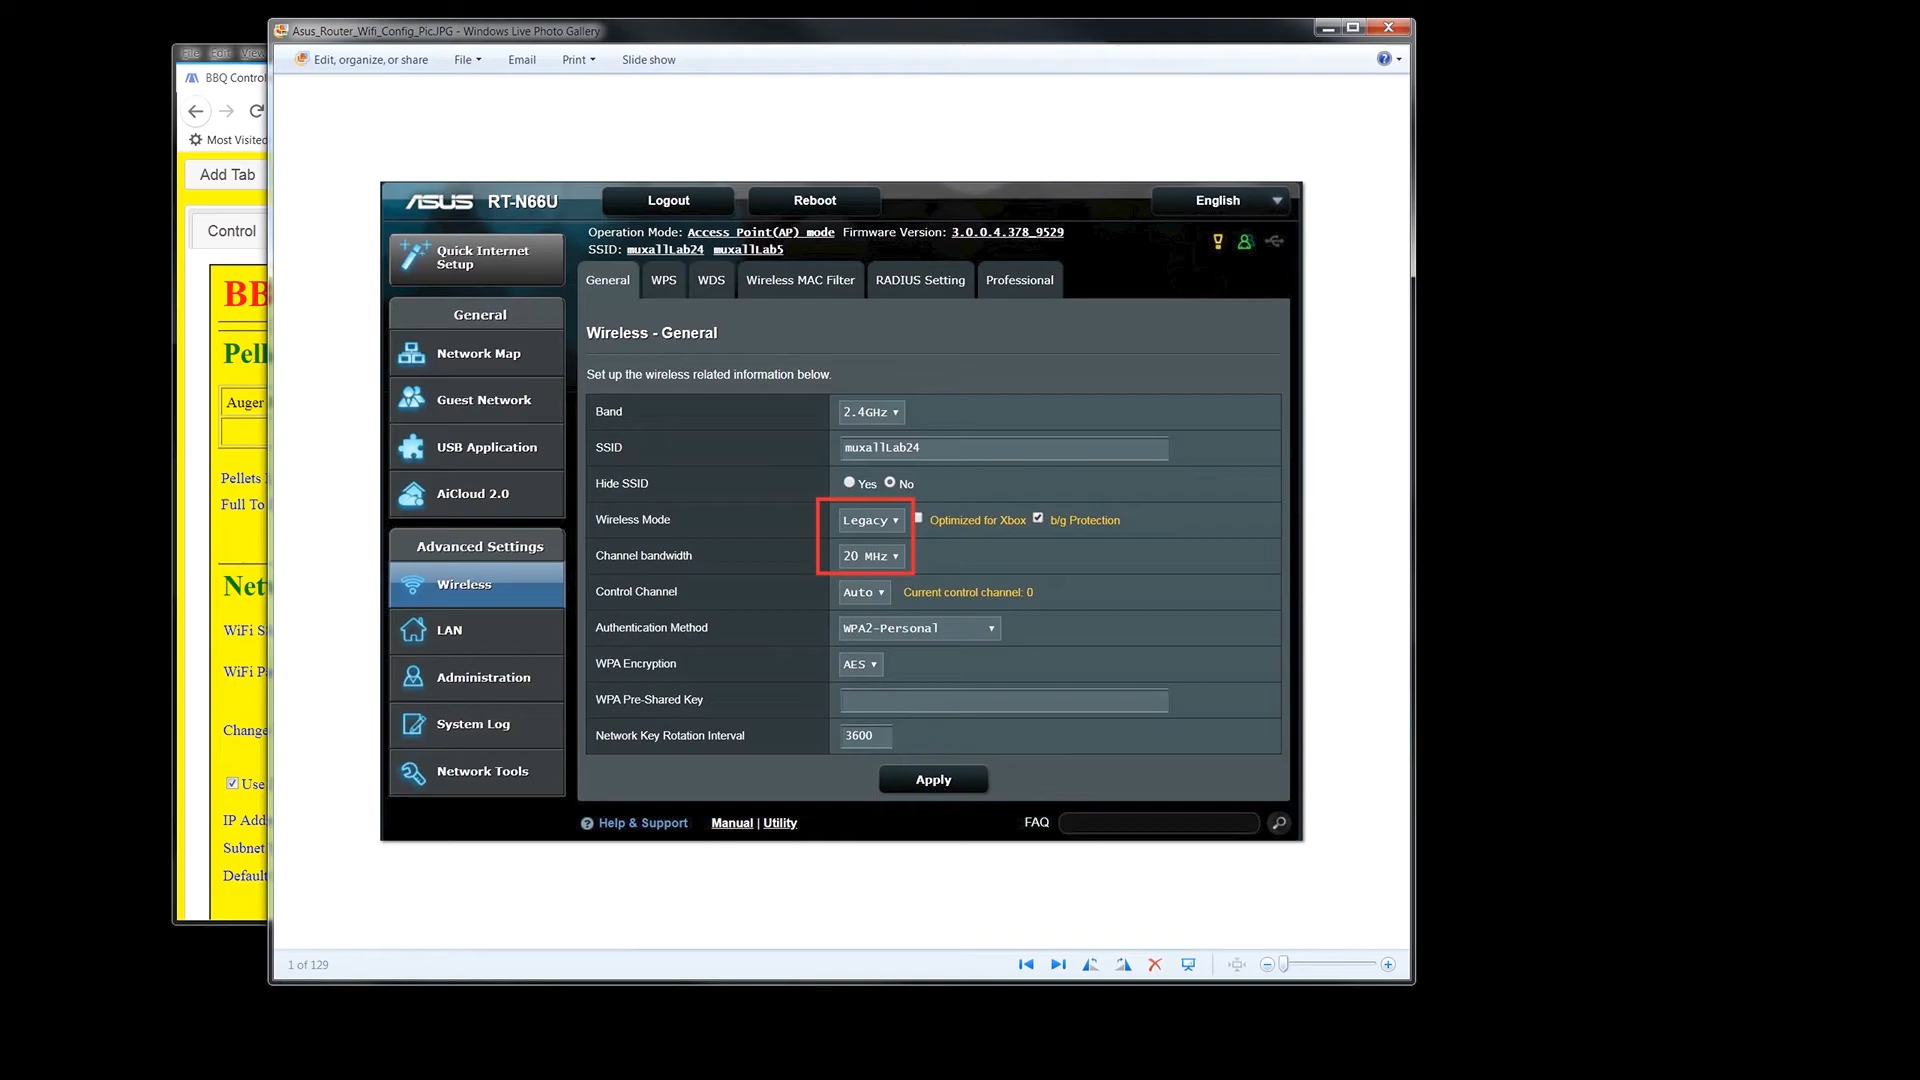 Asus_Router_Wifi_Config_Pic.JPG - Windows Live Photo Gallery
Edit, organize, or share File Email Print Slide show
File Edit View
BBQ Control
Most Visited
Add Tab
Control
Pell
Auger
Pellets
Full To
Net
WiFi
WiFi
Change
Use
IP Add
Subnet
Default
ASUS RT-N66U Logout Reboot English
Quick Internet
Setup
General
Network Map
Guest Network
USB Application
AiCloud 2.0
Advanced Settings
Wireless
LAN
Administration
System Log
Network Tools
Operation Mode: Access Point(AP) mode Firmware Version: 3.0.0.4.378_9529
SSID: muxallLab24 muxallLab5
General WPS WDS Wireless MAC Filter RADIUS Setting Professional
Wireless - General
Set up the wireless related information below.
Band 2.4GHz
SSID muxallLab24
Hide SSID Yes No
Wireless Mode Legacy Optimized for Xbox b/g Protection
Channel bandwidth 20 MHz
Control Channel Auto Current control channel: 0
Authentication Method WPA2-Personal
WPA Encryption AES
WPA Pre-Shared Key
Network Key Rotation Interval 3600
Apply
Help & Support Manual | Utility FAQ
1 of 129